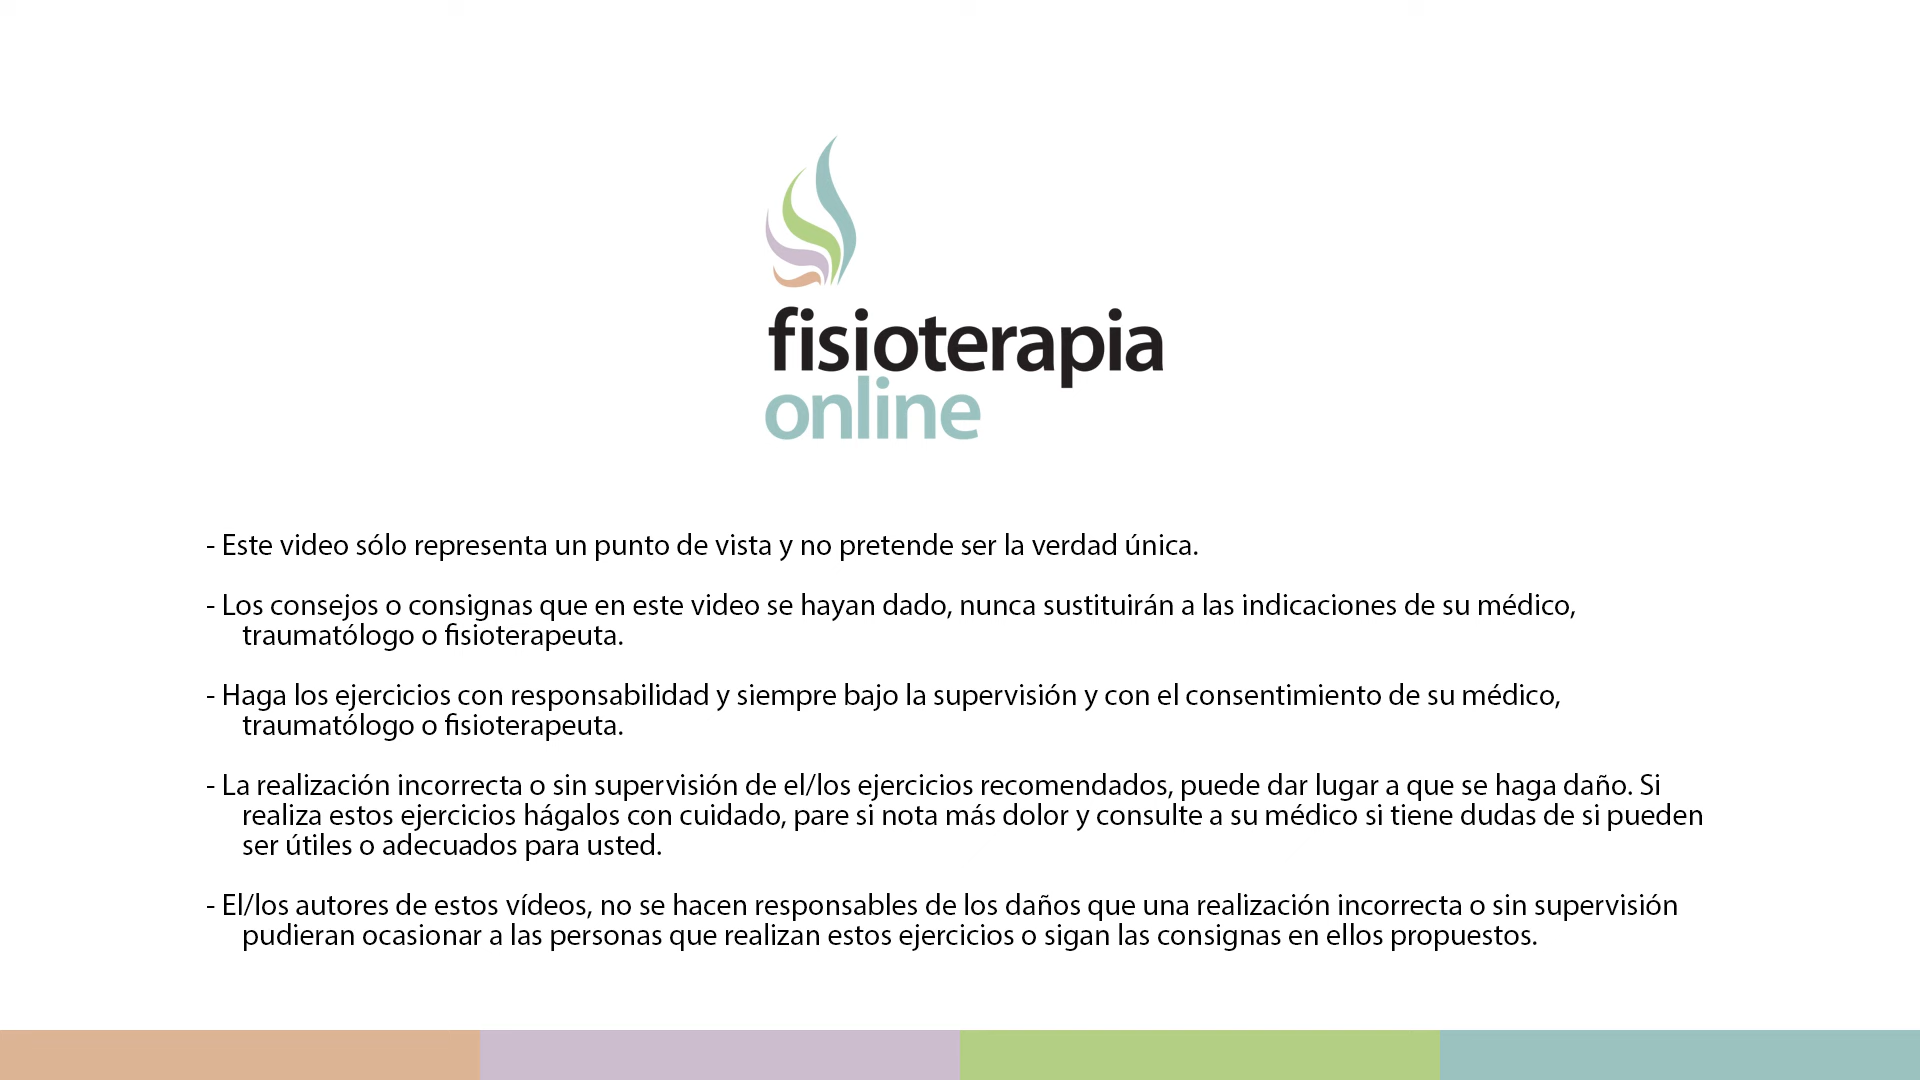 fisioterapia
online
- Este video sólo representa un punto de vista y no pretende ser la verdad única.
- Los consejos o consignas que en este video se hayan dado, nunca sustituirán a las indicaciones de su médico,
traumatólogo o fisioterapeuta.
- Haga los ejercicios con responsabilidad y siempre bajo la supervisión y con el consentimiento de su médico,
traumatólogo o fisioterapeuta.
- La realización incorrecta o sin supervisión de el/los ejercicios recomendados, puede dar lugar a que se haga daño. Si
realiza estos ejercicios hágalos con cuidado, pare si nota más dolor y consulte a su médico si tiene dudas de si pueden
ser útiles o adecuados para usted.
- El/los autores de estos vídeos, no se hacen responsables de los daños que una realización incorrecta o sin supervisión
pudieran ocasionar a las personas que realizan estos ejercicios o sigan las consignas en ellos propuestos.